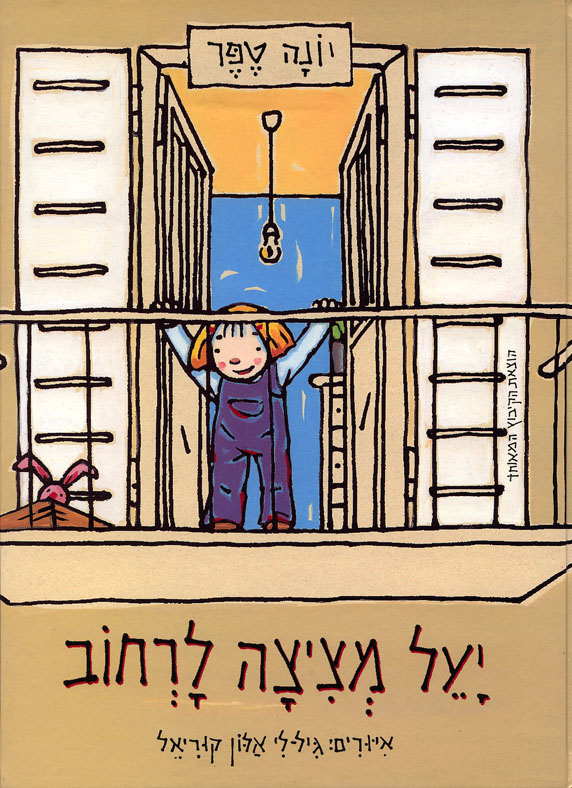 יוֹנָה טֶפֶּר
הוצאת הקיבוץ המאוחד
יָעֵל מְצִיצָה לָרְחוֹב
אִיּוּרִים: גִּיל-לִי אַלּוֹן קוּרִיאֵל